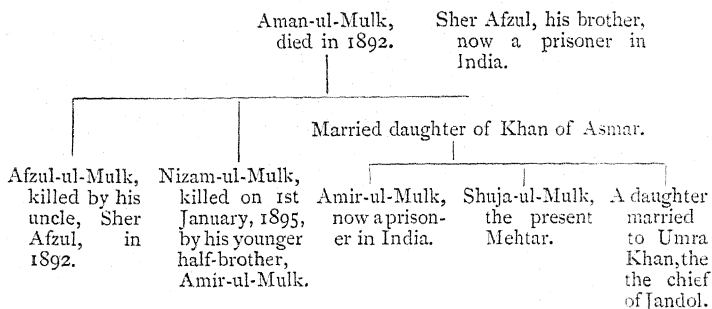 Aman-ul-Mulk,
died in 1892.
Sher Afzul, his brother,
now a prisoner in
India.
Married daughter of Khan of Asmar.
Afzul-ul-Mulk,
killed by his
uncle, Sher
Afzul, in
1892.
Nizam-ul-Mulk,
killed on 1st
January, 1895,
by his younger
half-brother,
Amir-ul-Mulk.
Amir-ul-Mulk,
now a prison-
er in India.
Shuja-ul-Mulk,
the present
Mehtar.
A daughter
married
to Umra
Khan, the
the chief
of Jandol.